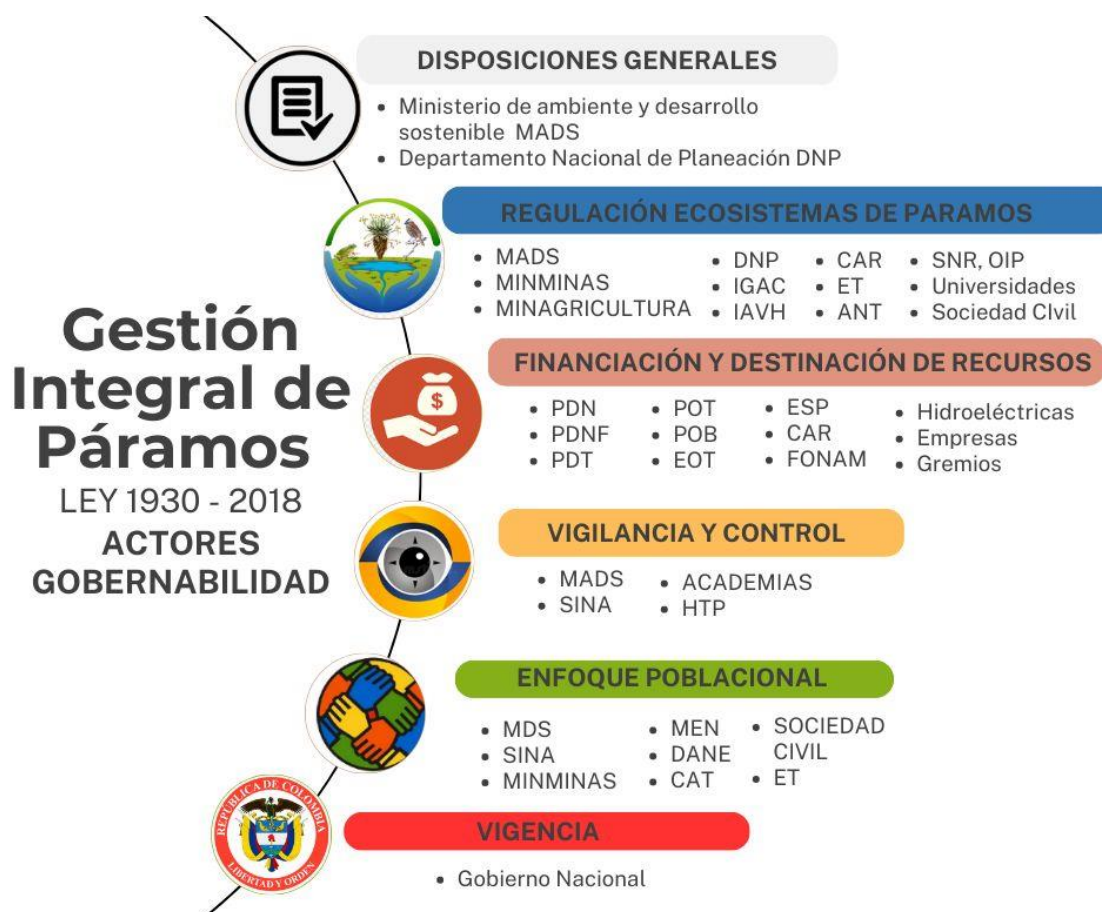 Gestión
Integral de
Páramos
LEY 1930 - 2018
ACTORES
GOBERNABILIDAD
DISPOSICIONES GENERALES
• Ministerio de ambiente y desarrollo
sostenible MADS
• Departamento Nacional de Planeación DNP
REGULACIÓN ECOSISTEMAS DE PARAMOS
• MADS
• MINMINAS
• MINAGRICULTURA
• DNP
• IGAC
• IAVH
• CAR
• ET
• ANT
• SNR, OIP
• Universidades
• Sociedad CIvil
FINANCIACIÓN Y DESTINACIÓN DE RECURSOS
• PDN
• PDNF
• PDT
• POT
• POB
• EOT
• ESP
• CAR
• FONAM
• Hidroeléctricas
• Empresas
• Gremios
$
VIGILANCIA Y CONTROL
• MADS
• SINA
• ACADEMIAS
• HTP
ENFOQUE POBLACIONAL
• MDS
• SINA
• MINMINAS
• MEN
• DANE
• CAT
• SOCIEDAD
CIVIL
• ET
REPÚBLICA DE COLOMBIA
LIBERTAD Y ORDEN
VIGENCIA
• Gobierno Nacional